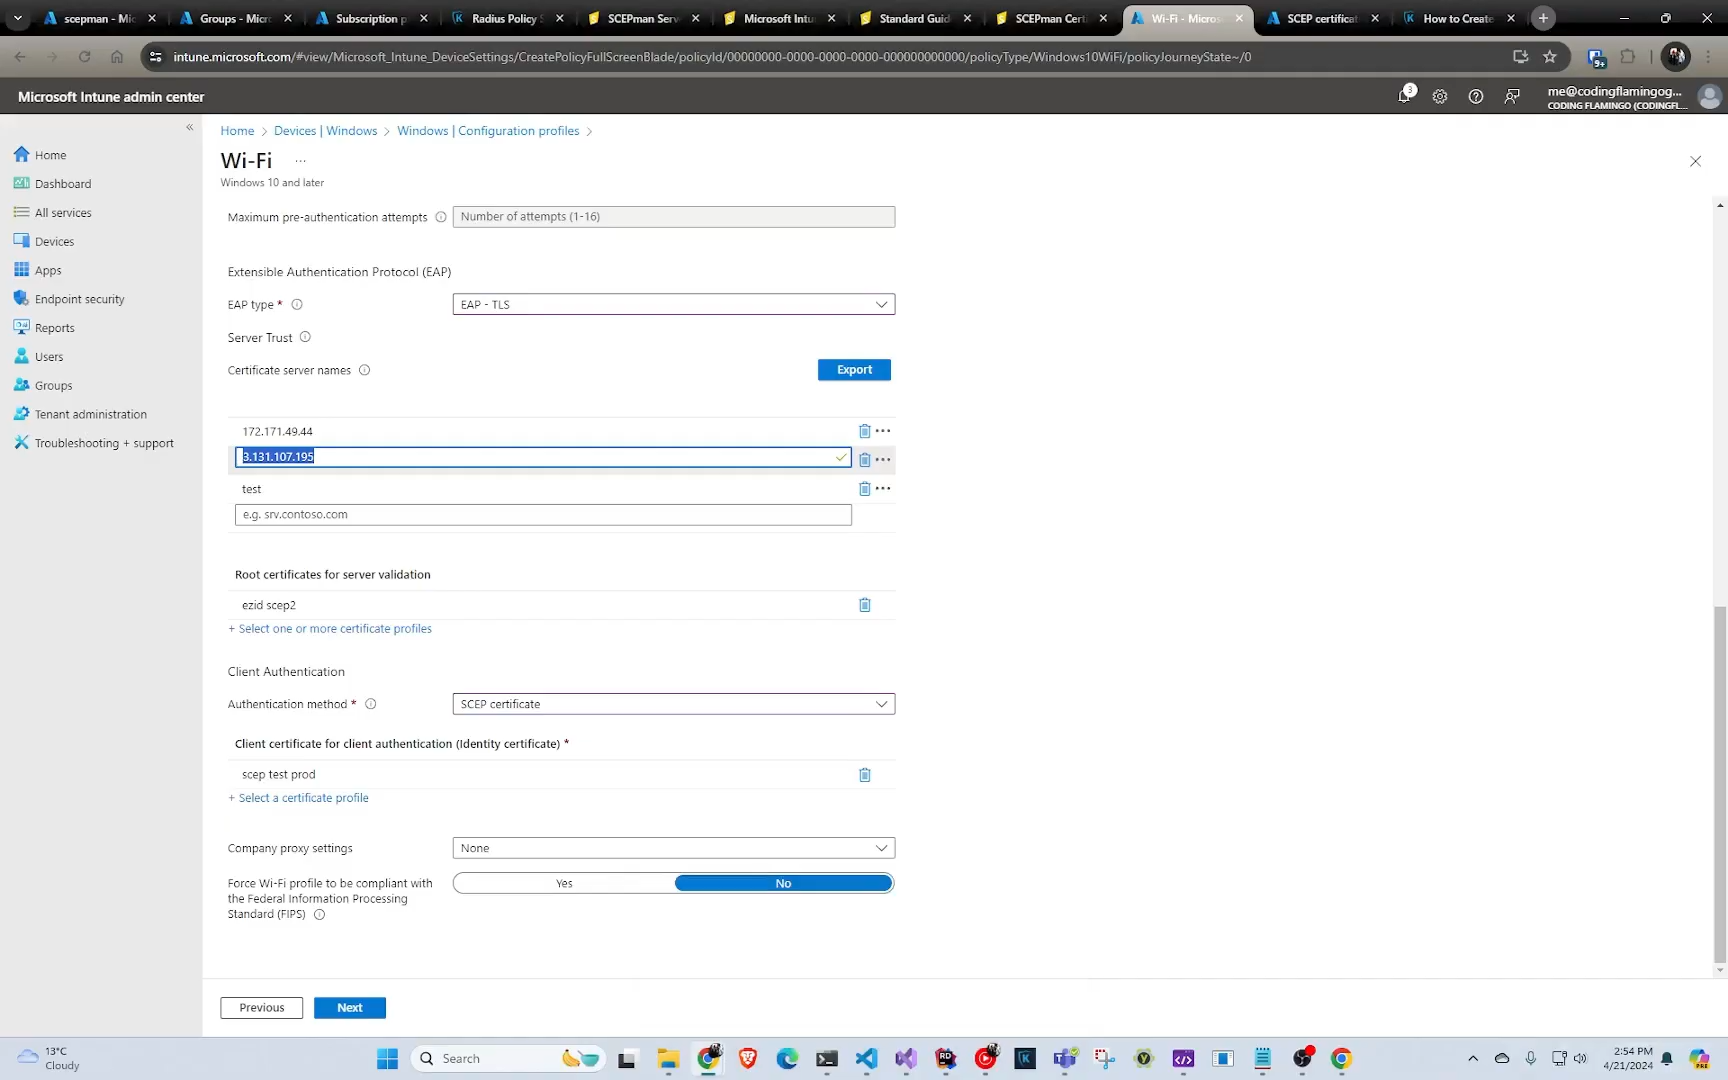 scepman - Mic
Groups - Micr
Subscription p
Radius Policy S
SCEPman Serv
Microsoft Intu
Standard Guid
SCEPman Cert
Wi-Fi - Micros
SCEP certificat
How to Create
intune.microsoft.com/#view/Microsoft_Intune_DeviceSettings/CreatePolicyFullScreenBlade/policyId/00000000-0000-0000-0000-000000000000/policyType/Windows10WiFi/policyJourneyState~/0
9+
Microsoft Intune admin center
3
me@codingflamingog...
CODING FLAMINGO (CODINGFL...
Home
Dashboard
All services
Devices
Apps
Endpoint security
Reports
Users
Groups
Tenant administration
Troubleshooting + support
Home > Devices | Windows > Windows | Configuration profiles >
Wi-Fi ...
Windows 10 and later
Maximum pre-authentication attempts
Number of attempts (1-16)
Extensible Authentication Protocol (EAP)
EAP type *
EAP - TLS
Server Trust
Certificate server names
Export
172.171.49.44
3.131.107.195
test
e.g. srv.contoso.com
Root certificates for server validation
ezid scep2
+ Select one or more certificate profiles
Client Authentication
Authentication method *
SCEP certificate
Client certificate for client authentication (Identity certificate) *
scep test prod
+ Select a certificate profile
Company proxy settings
None
Force Wi-Fi profile to be compliant with
the Federal Information Processing
Standard (FIPS)
Yes
No
Previous
Next
13°C
Cloudy
Search
2:54 PM
4/21/2024